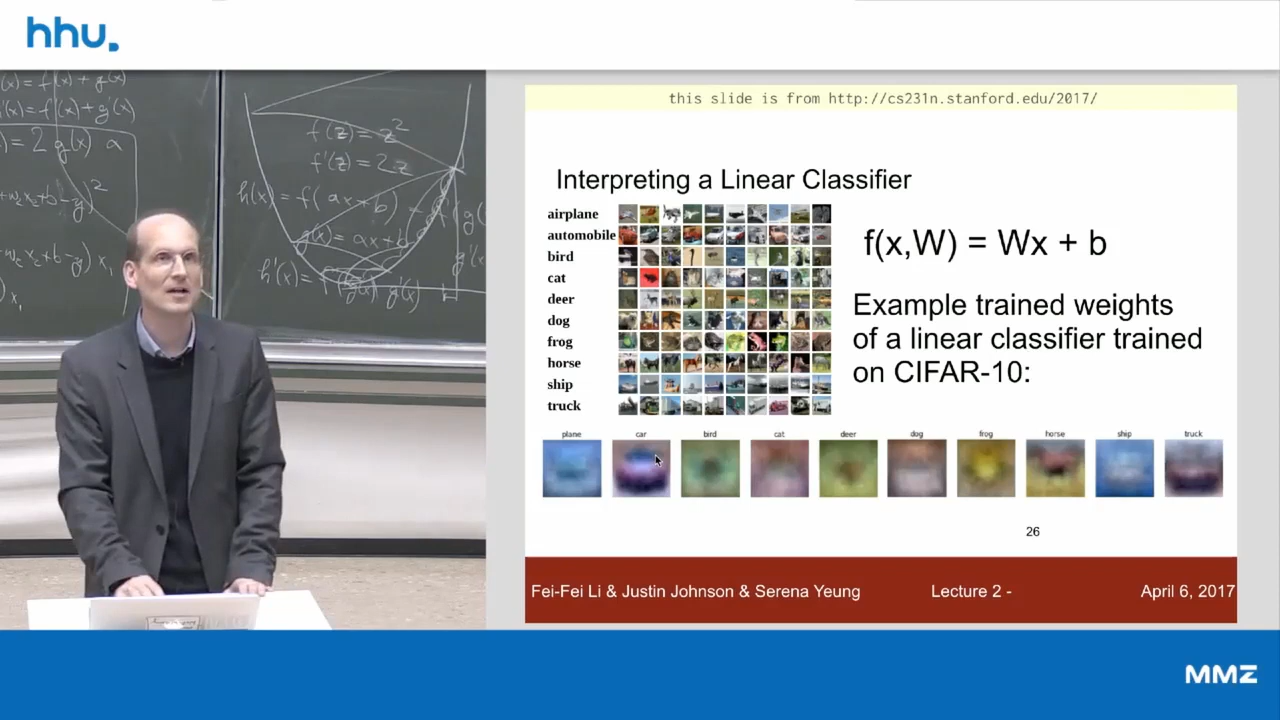 hhu.
(x) = f(x) + g(x)
'(x) = f'(x) + g'(x)
) = 2 g(x) a
f(z) = z²
f'(z) = 2z
h(x) = f( ax+b )
g(x) = ax+b
h'(x) =
this slide is from http://cs231n.stanford.edu/2017/
Interpreting a Linear Classifier
airplane
automobile
bird
cat
deer
dog
frog
horse
ship
truck
f(x,W) = Wx + b
Example trained weights
of a linear classifier trained
on CIFAR-10:
plane car bird cat deer dog frog horse ship truck
26
Fei-Fei Li & Justin Johnson & Serena Yeung Lecture 2 - April 6, 2017
MMZ